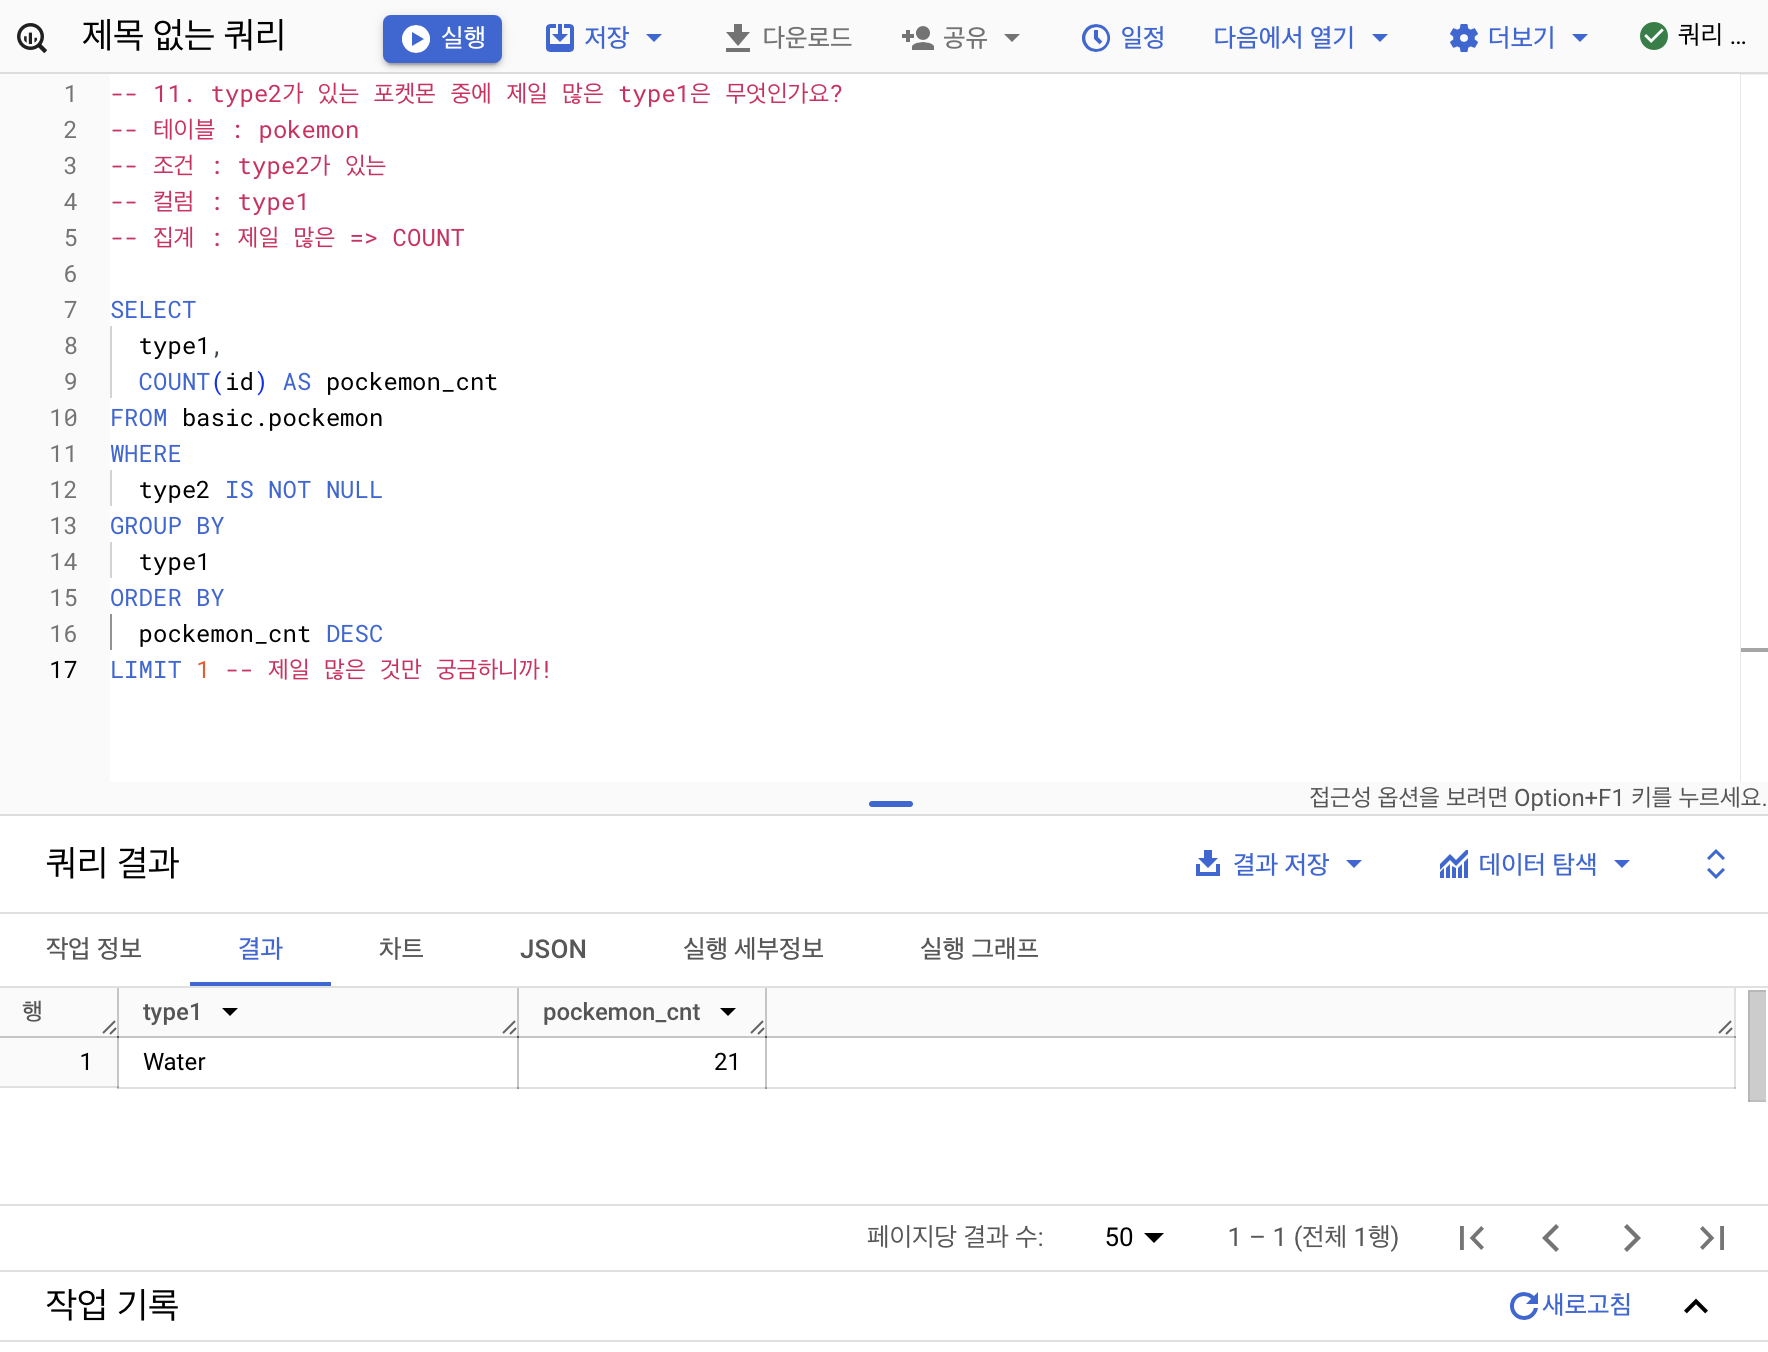 제목 없는 쿼리 실행 저장 다운로드 공유 일정 다음에서 열기 더보기 쿼리 ...
1 -- 11. type2가 있는 포켓몬 중에 제일 많은 type1은 무엇인가요?
2 -- 테이블 : pokemon
3 -- 조건 : type2가 있는
4 -- 컬럼 : type1
5 -- 집계 : 제일 많은 => COUNT
6
7 SELECT
8 type1,
9 COUNT(id) AS pockemon_cnt
10 FROM basic.pockemon
11 WHERE
12 type2 IS NOT NULL
13 GROUP BY
14 type1
15 ORDER BY
16 pockemon_cnt DESC
17 LIMIT 1 -- 제일 많은 것만 궁금하니까!
접근성 옵션을 보려면 Option+F1 키를 누르세요.
쿼리 결과 결과 저장 데이터 탐색
작업 정보 결과 차트 JSON 실행 세부정보 실행 그래프
행 type1 pockemon_cnt
1 Water 21
페이지당 결과 수: 50 1 – 1 (전체 1행)
작업 기록 새로고침